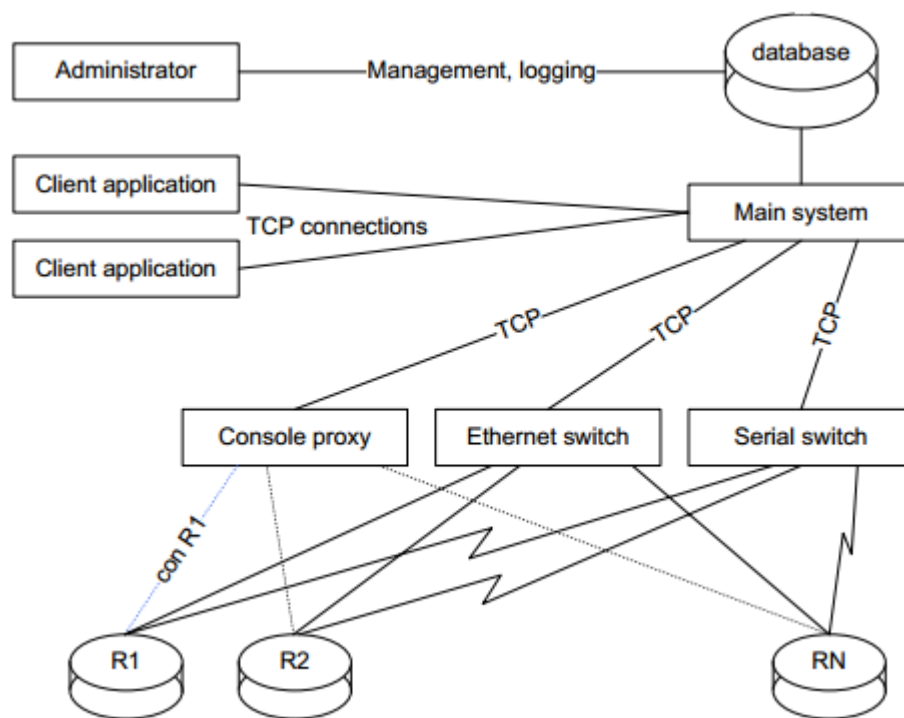 database
Administrator
Management, logging
Client application
Main system
TCP connections
Client application
TCP
TCP
TCP
Console proxy
Ethernet switch
Serial switch
con R1
R1
R2
RN